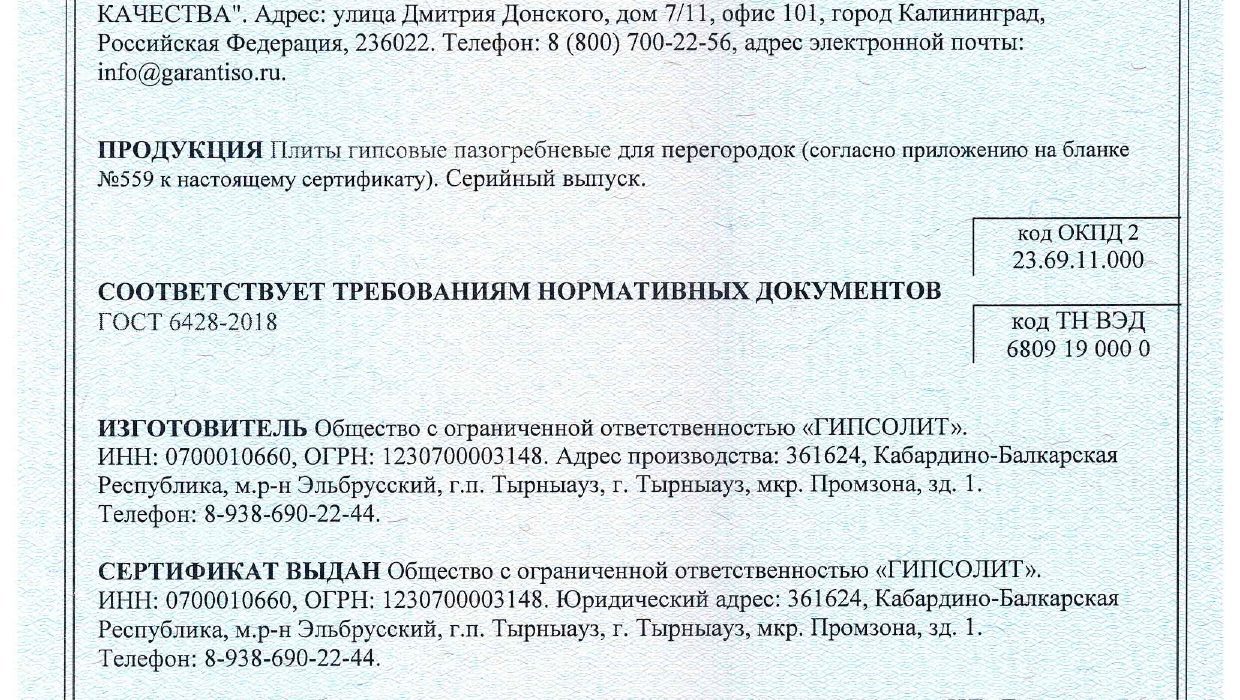 КАЧЕСТВА". Адрес: улица Дмитрия Донского, дом 7/11, офис 101, город Калининград,
Российская Федерация, 236022. Телефон: 8 (800) 700-22-56, адрес электронной почты:
info@garantiso.ru.
ПРОДУКЦИЯ Плиты гипсовые пазогребневые для перегородок (согласно приложению на бланке
№559 к настоящему сертификату). Серийный выпуск.
код ОКПД 2
23.69.11.000
СООТВЕТСТВУЕТ ТРЕБОВАНИЯМ НОРМАТИВНЫХ ДОКУМЕНТОВ
ГОСТ 6428-2018
код ТН ВЭД
6809 19 000 0
ИЗГОТОВИТЕЛЬ Общество с ограниченной ответственностью «ГИПСОЛИТ».
ИНН: 0700010660, ОГРН: 1230700003148. Адрес производства: 361624, Кабардино-Балкарская
Республика, м.р-н Эльбрусский, г.п. Тырныауз, г. Тырныауз, мкр. Промзона, зд. 1.
Телефон: 8-938-690-22-44.
СЕРТИФИКАТ ВЫДАН Общество с ограниченной ответственностью «ГИПСОЛИТ».
ИНН: 0700010660, ОГРН: 1230700003148. Юридический адрес: 361624, Кабардино-Балкарская
Республика, м.р-н Эльбрусский, г.п. Тырныауз, г. Тырныауз, мкр. Промзона, зд. 1.
Телефон: 8-938-690-22-44.